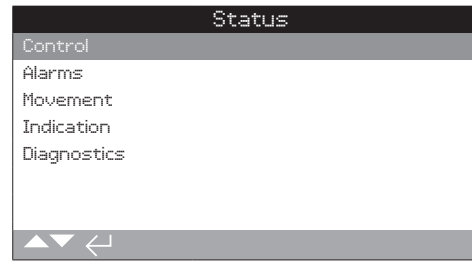 Status
Control
Alarms
Movement
Indication
Diagnostics